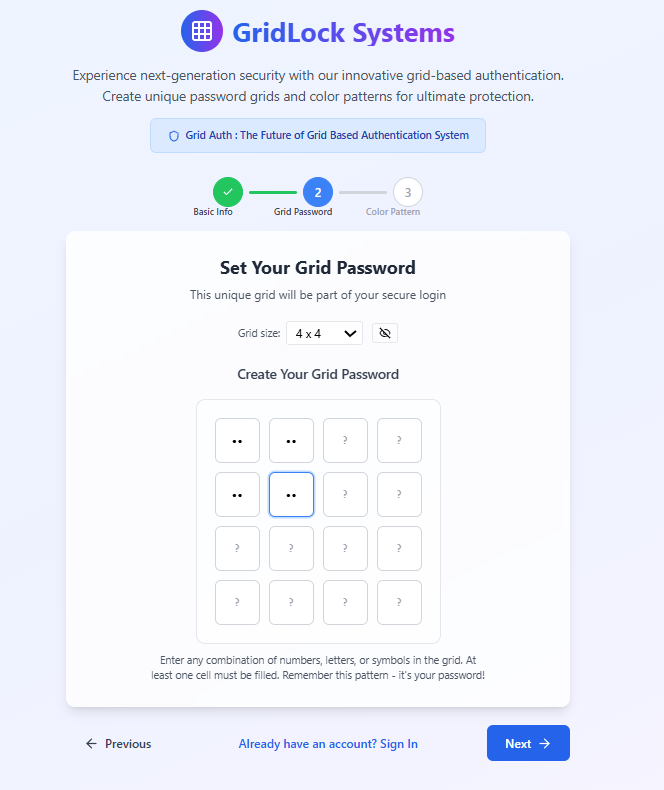 GridLock Systems
Experience next-generation security with our innovative grid-based authentication.
Create unique password grids and color patterns for ultimate protection.
Grid Auth : The Future of Grid Based Authentication System
2
3
Basic Info
Grid Password
Color Pattern
Set Your Grid Password
This unique grid will be part of your secure login
Grid size: 4 x 4
Create Your Grid Password
•• •• ? ?
•• •• ? ?
? ? ? ?
? ? ? ?
Enter any combination of numbers, letters, or symbols in the grid. At
least one cell must be filled. Remember this pattern - it's your password!
Previous
Already have an account? Sign In
Next